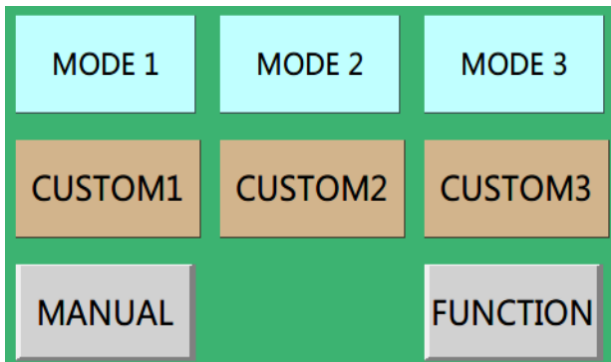 MODE 1 MODE 2 MODE 3
CUSTOM1 CUSTOM2 CUSTOM3
MANUAL FUNCTION